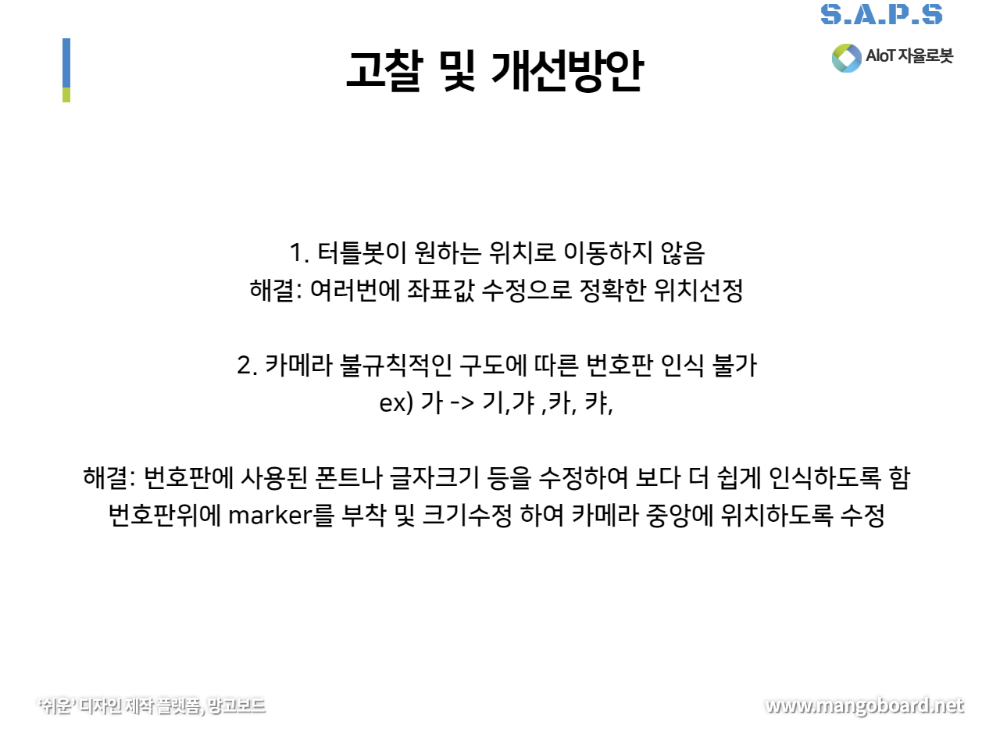 S.A.P.S
AIoT 자율로봇
고찰 및 개선방안
1. 터틀봇이 원하는 위치로 이동하지 않음
해결: 여러번에 좌표값 수정으로 정확한 위치선정
2. 카메라 불규칙적인 구도에 따른 번호판 인식 불가
ex) 가 -> 기,갸 ,카, 캬,
해결: 번호판에 사용된 폰트나 글자크기 등을 수정하여 보다 더 쉽게 인식하도록 함
번호판위에 marker를 부착 및 크기수정 하여 카메라 중앙에 위치하도록 수정
‘쉬운’ 디자인 제작 플랫폼, 망고보드
www.mangoboard.net